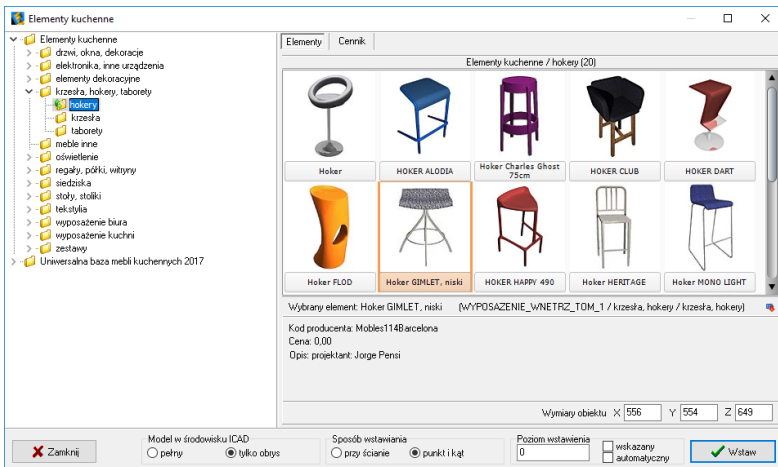 Elementy kuchenne
Elementy kuchenne
drzwi, okna, dekoracje
elektronika, inne urządzenia
elementy dekoracyjne
krzesła, hokery, taborety
hokery
krzesła
taborety
meble inne
oświetlenie
regały, półki, witryny
siedziska
stoły, stoliki
tekstylia
wyposażenie biura
wyposażenie kuchni
zestawy
Uniwersalna baza mebli kuchennych 2017
Elementy Cennik
Elementy kuchenne / hokery (20)
Hoker
HOKER ALODIA
Hoker Charles Ghost
75cm
HOKER CLUB
HOKER DART
Hoker FLOD
Hoker GIMLET, niski
HOKER HAPPY 490
Hoker HERITAGE
Hoker MONO LIGHT
Wybrany element: Hoker GIMLET, niski (WYPOSAZENIE_WNETRZ_TOM_1 / krzesła, hokery / krzesła, hokery)
Kod producenta: Mobles114Barcelona
Cena: 0,00
Opis: projektant: Jorge Pensi
Wymiary obiektu X 556 Y 554 Z 649
Zamknij
Model w środowisku ICAD
pełny tylko obrys
Sposób wstawiania
przy ścianie punkt i kąt
Poziom wstawienia
0
wskazany
automatyczny
Wstaw